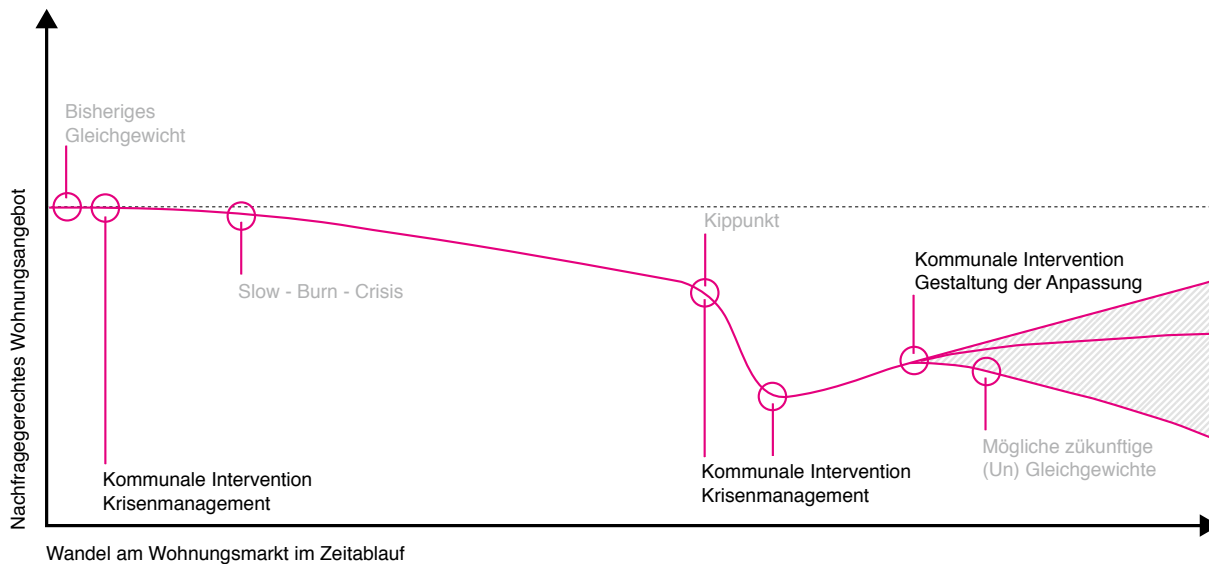 Bisheriges
Gleichgewicht
Nachfragegerechtes Wohnungsangebot
Kippunkt
Kommunale Intervention
Gestaltung der Anpassung
Slow - Burn - Crisis
Mögliche zükunftige
(Un) Gleichgewichte
Kommunale Intervention
Krisenmanagement
Kommunale Intervention
Krisenmanagement
Wandel am Wohnungsmarkt im Zeitablauf